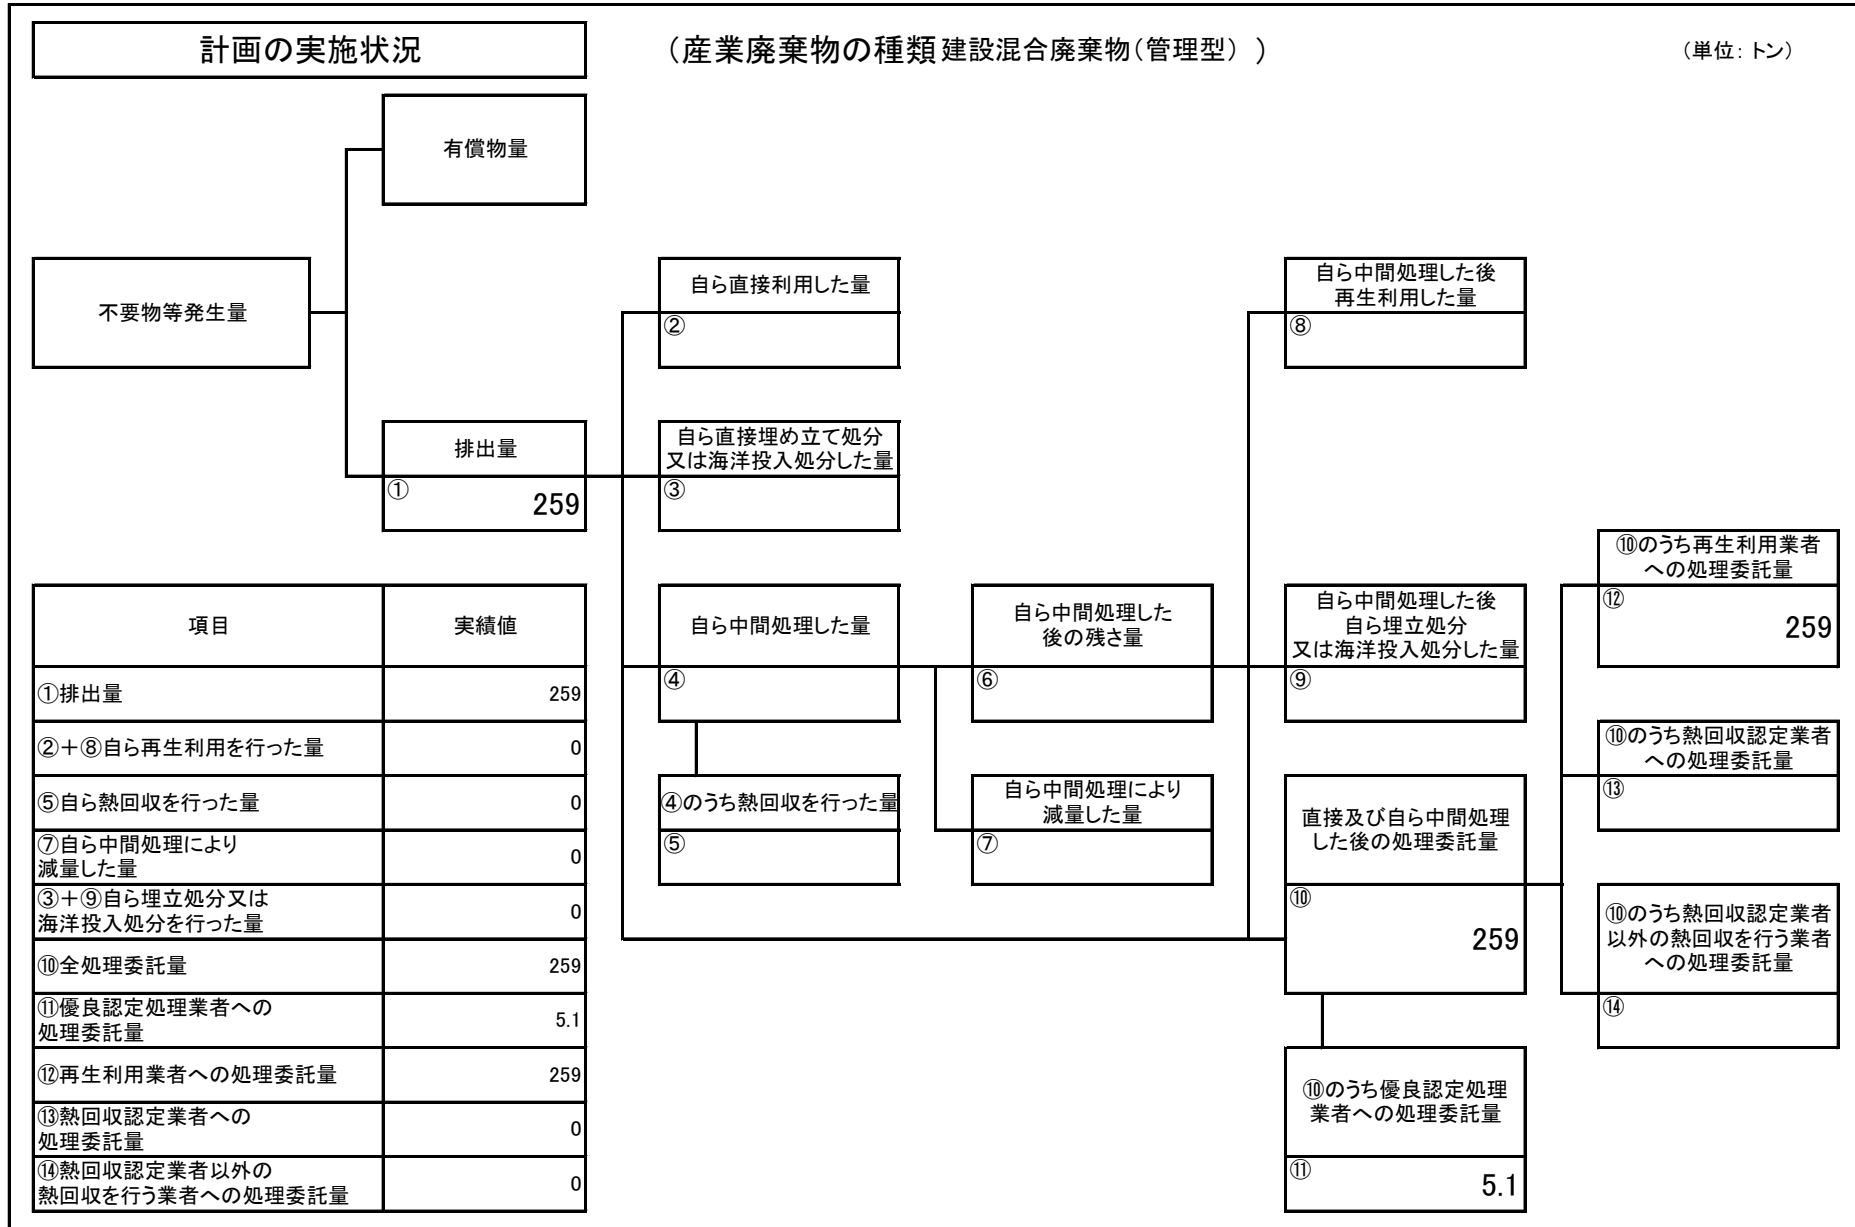 計画の実施状況
（産業廃棄物の種類 建設混合廃棄物（管理型） ）
（単位：トン）
有償物量
不要物等発生量
自ら直接利用した量
②
自ら中間処理した後
再生利用した量
⑧
排出量
①
259
自ら直接埋め立て処分
又は海洋投入処分した量
③
⑩のうち再生利用業者
への処理委託量
⑫
259
自ら中間処理した量
④
自ら中間処理した
後の残さ量
⑥
自ら中間処理した後
自ら埋立処分
又は海洋投入処分した量
⑨
⑩のうち熱回収認定業者
への処理委託量
⑬
④のうち熱回収を行った量
⑤
自ら中間処理により
減量した量
⑦
直接及び自ら中間処理
した後の処理委託量
⑩
259
⑩のうち熱回収認定業者
以外の熱回収を行う業者
への処理委託量
⑭
⑩のうち優良認定処理
業者への処理委託量
⑪
5.1
項目 実績値
①排出量 259
②＋⑧自ら再生利用を行った量 0
⑤自ら熱回収を行った量 0
⑦自ら中間処理により
減量した量 0
③＋⑨自ら埋立処分又は
海洋投入処分を行った量 0
⑩全処理委託量 259
⑪優良認定処理業者への
処理委託量 5.1
⑫再生利用業者への処理委託量 259
⑬熱回収認定業者への
処理委託量 0
⑭熱回収認定業者以外の
熱回収を行う業者への処理委託量 0